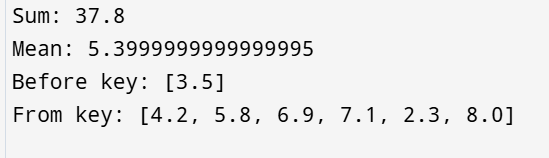 Sum: 37.8
Mean: 5.3999999999999995
Before key: [3.5]
From key: [4.2, 5.8, 6.9, 7.1, 2.3, 8.0]